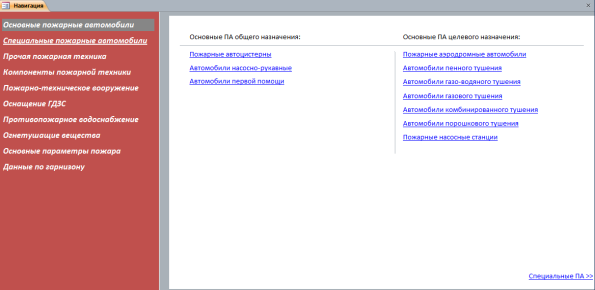 Навигация
Основные пожарные автомобили
Специальные пожарные автомобили
Прочая пожарная техника
Компоненты пожарной техники
Пожарно-техническое вооружение
Оснащение ГДЗС
Противопожарное водоснабжение
Огнетушащие вещества
Основные параметры пожара
Данные по гарнизону
Основные ПА общего назначения:
Пожарные автоцистерны
Автомобили насосно-рукавные
Автомобили первой помощи
Основные ПА целевого назначения:
Пожарные аэродромные автомобили
Автомобили пенного тушения
Автомобили газо-водяного тушения
Автомобили газового тушения
Автомобили комбинированного тушения
Автомобили порошкового тушения
Пожарные насосные станции
Специальные ПА >>